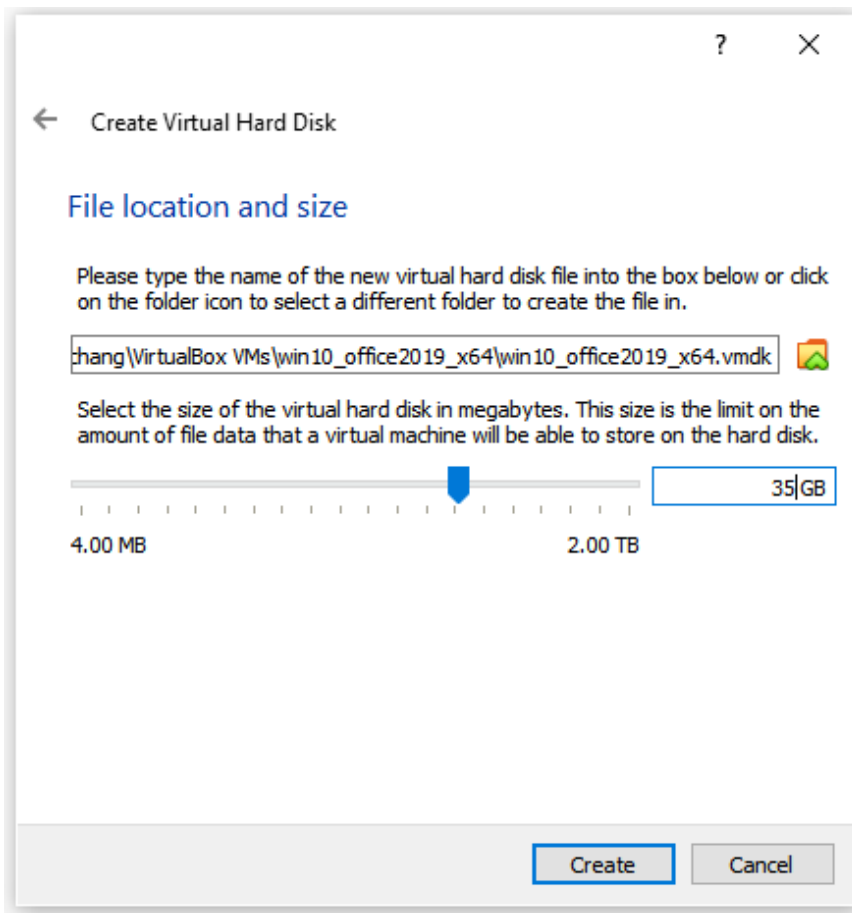 ?
Create Virtual Hard Disk
File location and size
Please type the name of the new virtual hard disk file into the box below or click
on the folder icon to select a different folder to create the file in.
chang\VirtualBox VMs\win10_office2019_x64\win10_office2019_x64.vmdk
Select the size of the virtual hard disk in megabytes. This size is the limit on the
amount of file data that a virtual machine will be able to store on the hard disk.
35 GB
4.00 MB 2.00 TB
Create Cancel